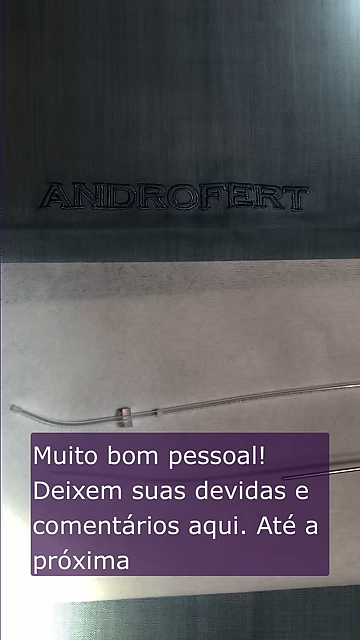 ANDROFERT
Muito bom pessoal!
Deixem suas devidas e
comentários aqui. Até a
próxima